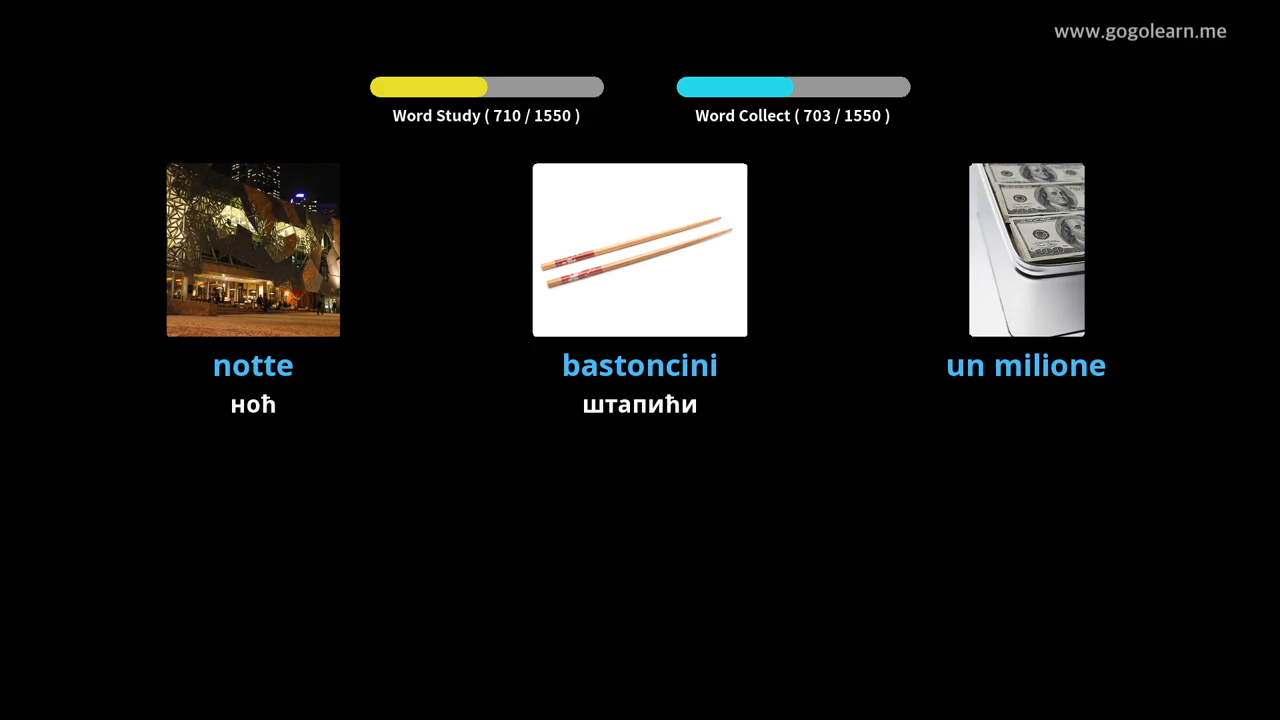 www.gogolearn.me
Word Study ( 710 / 1550 )
Word Collect ( 703 / 1550 )
notte
bastoncini
un milione
ноћ
штапићи